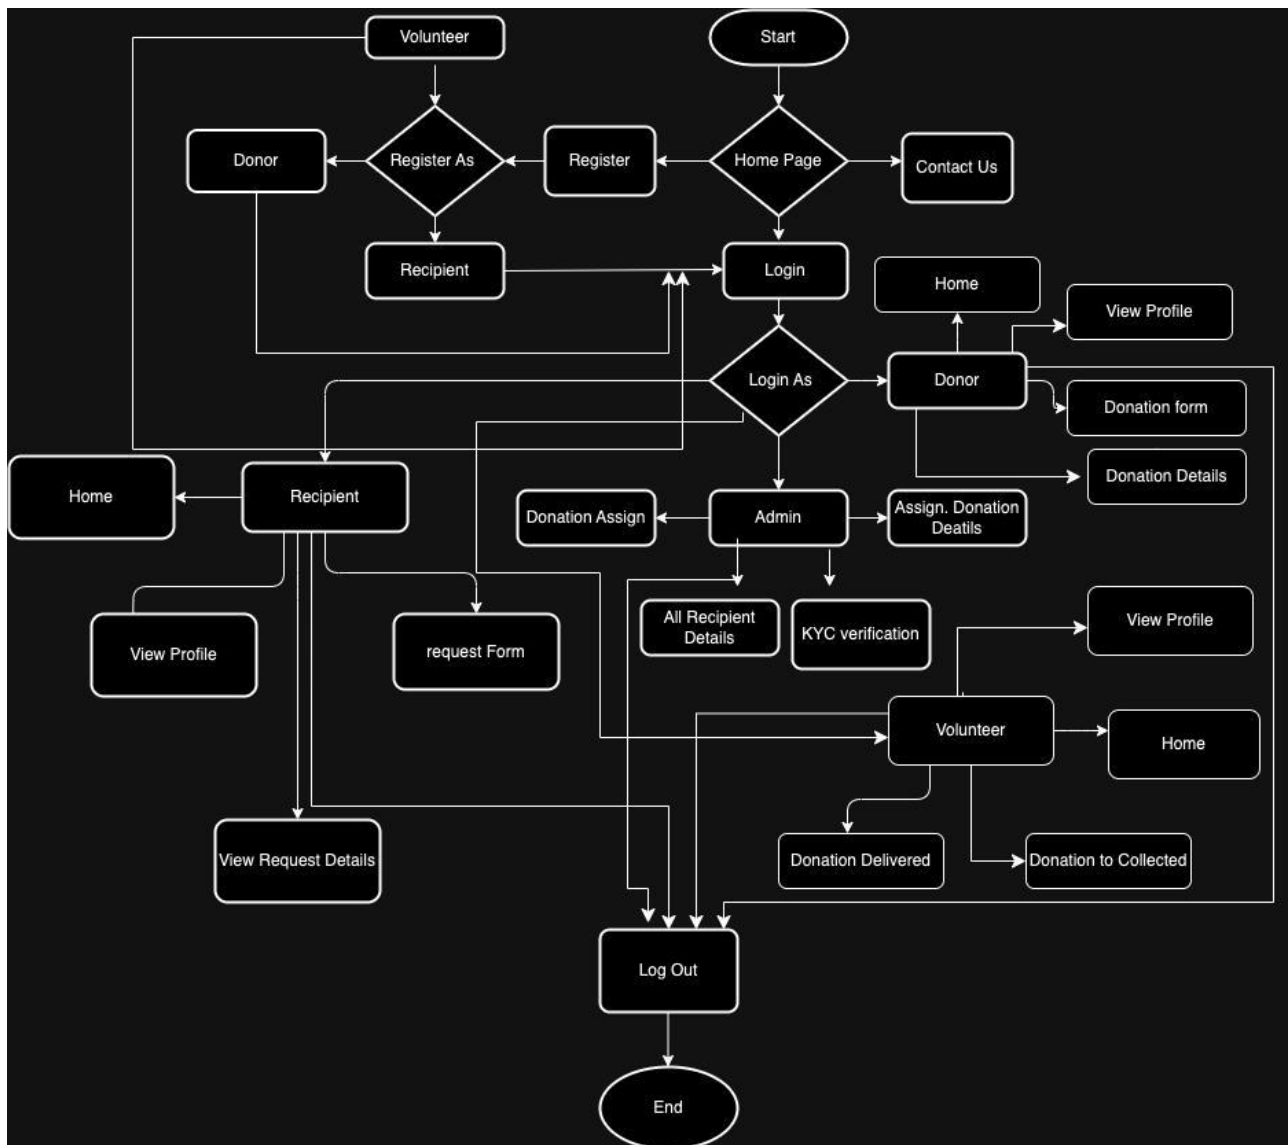 Volunteer
Start
Donor
Register As
Register
Home Page
Contact Us
Recipient
Login
Home
View Profile
Login As
Donor
Donation form
Donation Details
Home
Recipient
Donation Assign
Admin
Assign. Donation
Deatils
View Profile
request Form
All Recipient
Details
KYC verification
View Profile
Volunteer
Home
View Request Details
Donation Delivered
Donation to Collected
Log Out
End